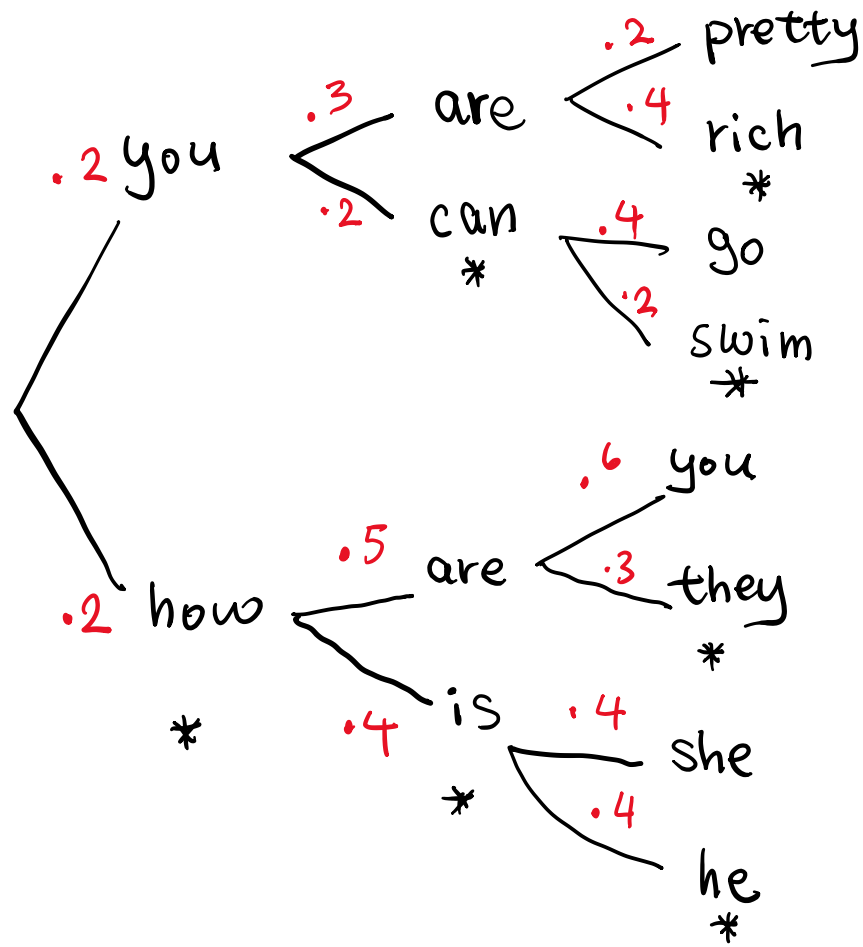 .2 pretty
.3 are .4 rich
.2 you *
.2 can .4 go
* .2 swim
*
.6 you
.5 are .3 they
.2 how *
* .4 is .4 she
* .4 he
*